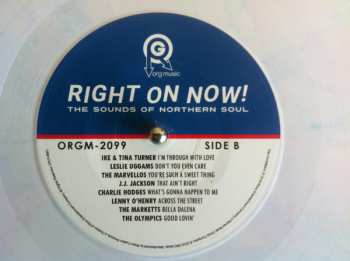 R
org music
RIGHT ON NOW!
THE SOUNDS OF NORTHERN SOUL
ORGM-2099 SIDE B
IKE & TINA TURNER I'M THROUGH WITH LOVE
LESLIE UGGAMS DON'T YOU EVEN CARE
THE MARVELLOS YOU'RE SUCH A SWEET THING
J.J. JACKSON THAT AIN'T RIGHT
CHARLIE HODGES WHAT'S GONNA HAPPEN TO ME
LENNY O'HENRY ACROSS THE STREET
THE MARKETTS BELLA DALENA
THE OLYMPICS GOOD LOVIN'